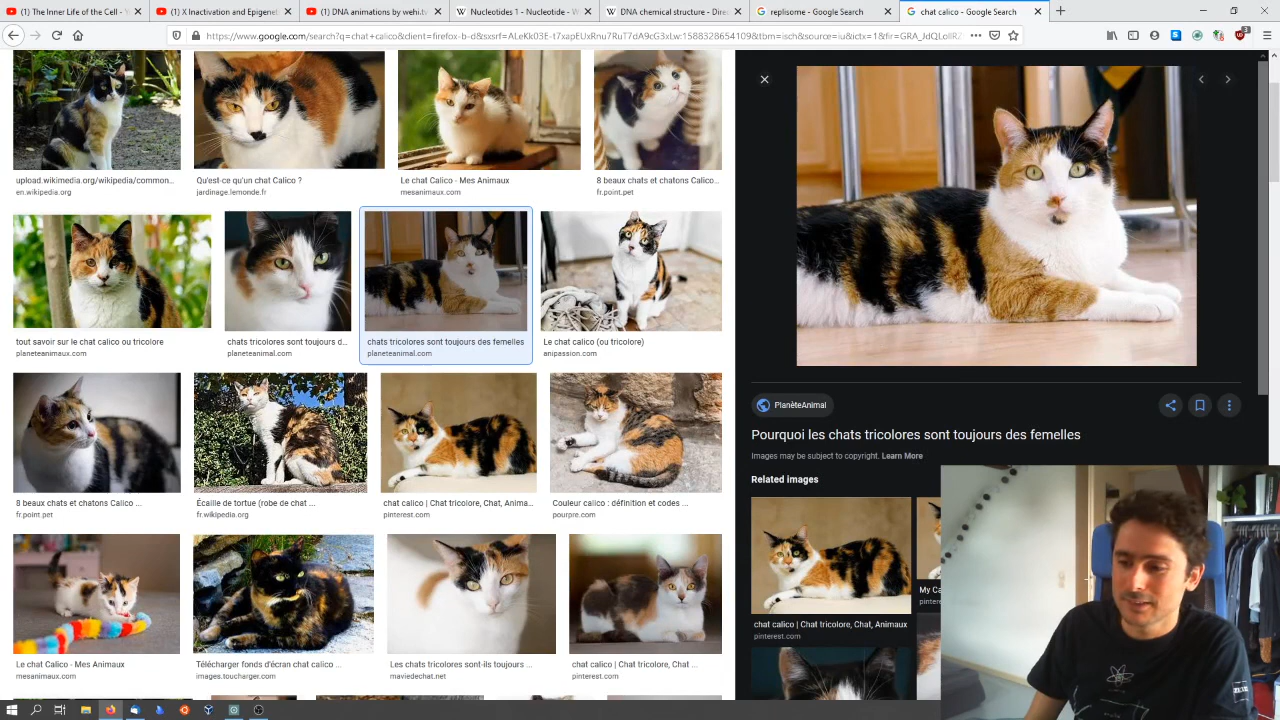 (1) The Inner Life of the Cell -
(1) X Inactivation and Epigenet
(1) DNA animations by wehi.tv
Nucleotides 1 - Nucleotide - W
DNA chemical structure - Direc
replisome - Google Search
chat calico - Google Search
upload.wikimedia.org/wikipedia/common...
en.wikipedia.org
Qu'est-ce qu'un chat Calico ?
jardinage.lemonde.fr
Le chat Calico - Mes Animaux
mesanimaux.com
8 beaux chats et chatons Calico...
fr.point.pet
tout savoir sur le chat calico ou tricolore
planeteanimaux.com
chats tricolores sont toujours d...
planeteanimal.com
chats tricolores sont toujours des femelles
planeteanimal.com
Le chat calico (ou tricolore)
anipassion.com
8 beaux chats et chatons Calico ...
fr.point.pet
Écaille de tortue (robe de chat ...
fr.wikipedia.org
chat calico | Chat tricolore, Chat, Anima...
pinterest.com
Couleur calico : définition et codes ...
pourpre.com
Le chat Calico - Mes Animaux
mesanimaux.com
Télécharger fonds d'écran chat calico ...
images.toucharger.com
Les chats tricolores sont-ils toujours ...
maviedechat.net
chat calico | Chat tricolore, Chat ...
pinterest.com
PlanèteAnimal
Pourquoi les chats tricolores sont toujours des femelles
Images may be subject to copyright. Learn More
Related images
chat calico | Chat tricolore, Chat, Animaux
pinterest.com
My Ca
pinter